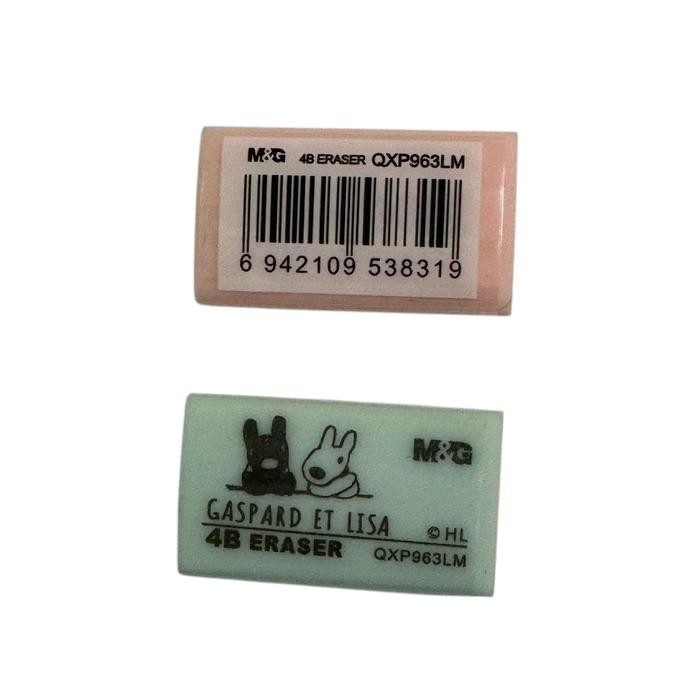 M&G 4B ERASER QXP963LM
6 942109 538319
M&G
GASPARD ET LISA © HL
4B ERASER QXP963LM